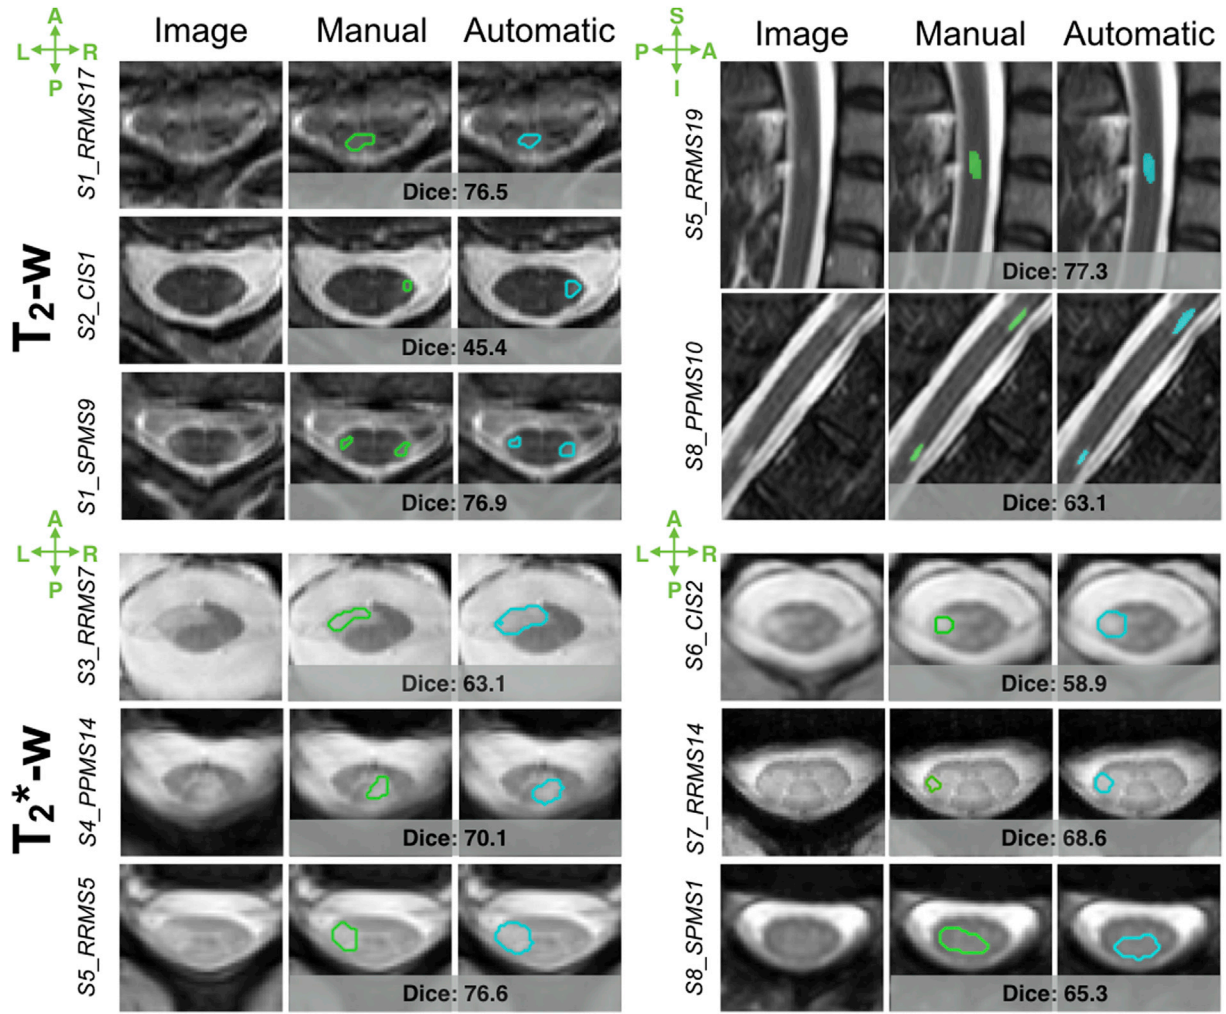 A
L R
P
Image Manual Automatic
S1_RRMS17
Dice: 76.5
T2-w
S2_CIS1
Dice: 45.4
S1_SPMS9
Dice: 76.9
S
P A
I
Image Manual Automatic
S5_RRMS19
Dice: 77.3
S8_PPMS10
Dice: 63.1
A
L R
P
S3_RRMS7
Dice: 63.1
T2*-w
S4_PPMS14
Dice: 70.1
S5_RRMS5
Dice: 76.6
A
L R
P
S6_CIS2
Dice: 58.9
S7_RRMS14
Dice: 68.6
S8_SPMS1
Dice: 65.3